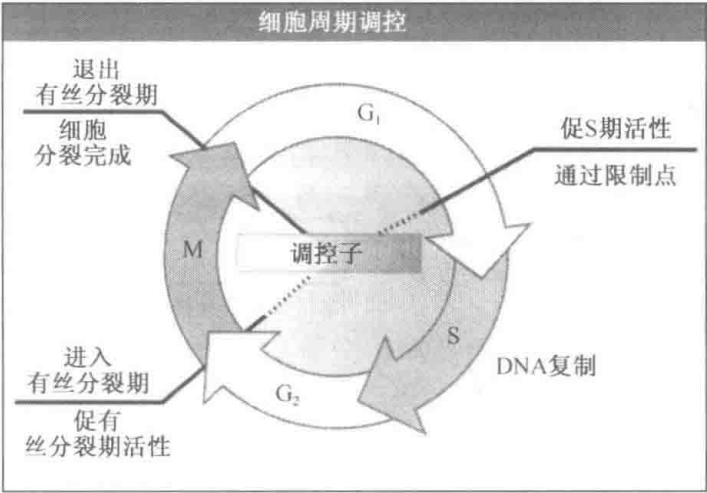 细胞周期调控
退出
有丝分裂期
细胞
分裂完成
G₁
促S期活性
通过限制点
M
调控子
S
DNA复制
进入
有丝分裂期
促有
丝分裂期活性
G₂